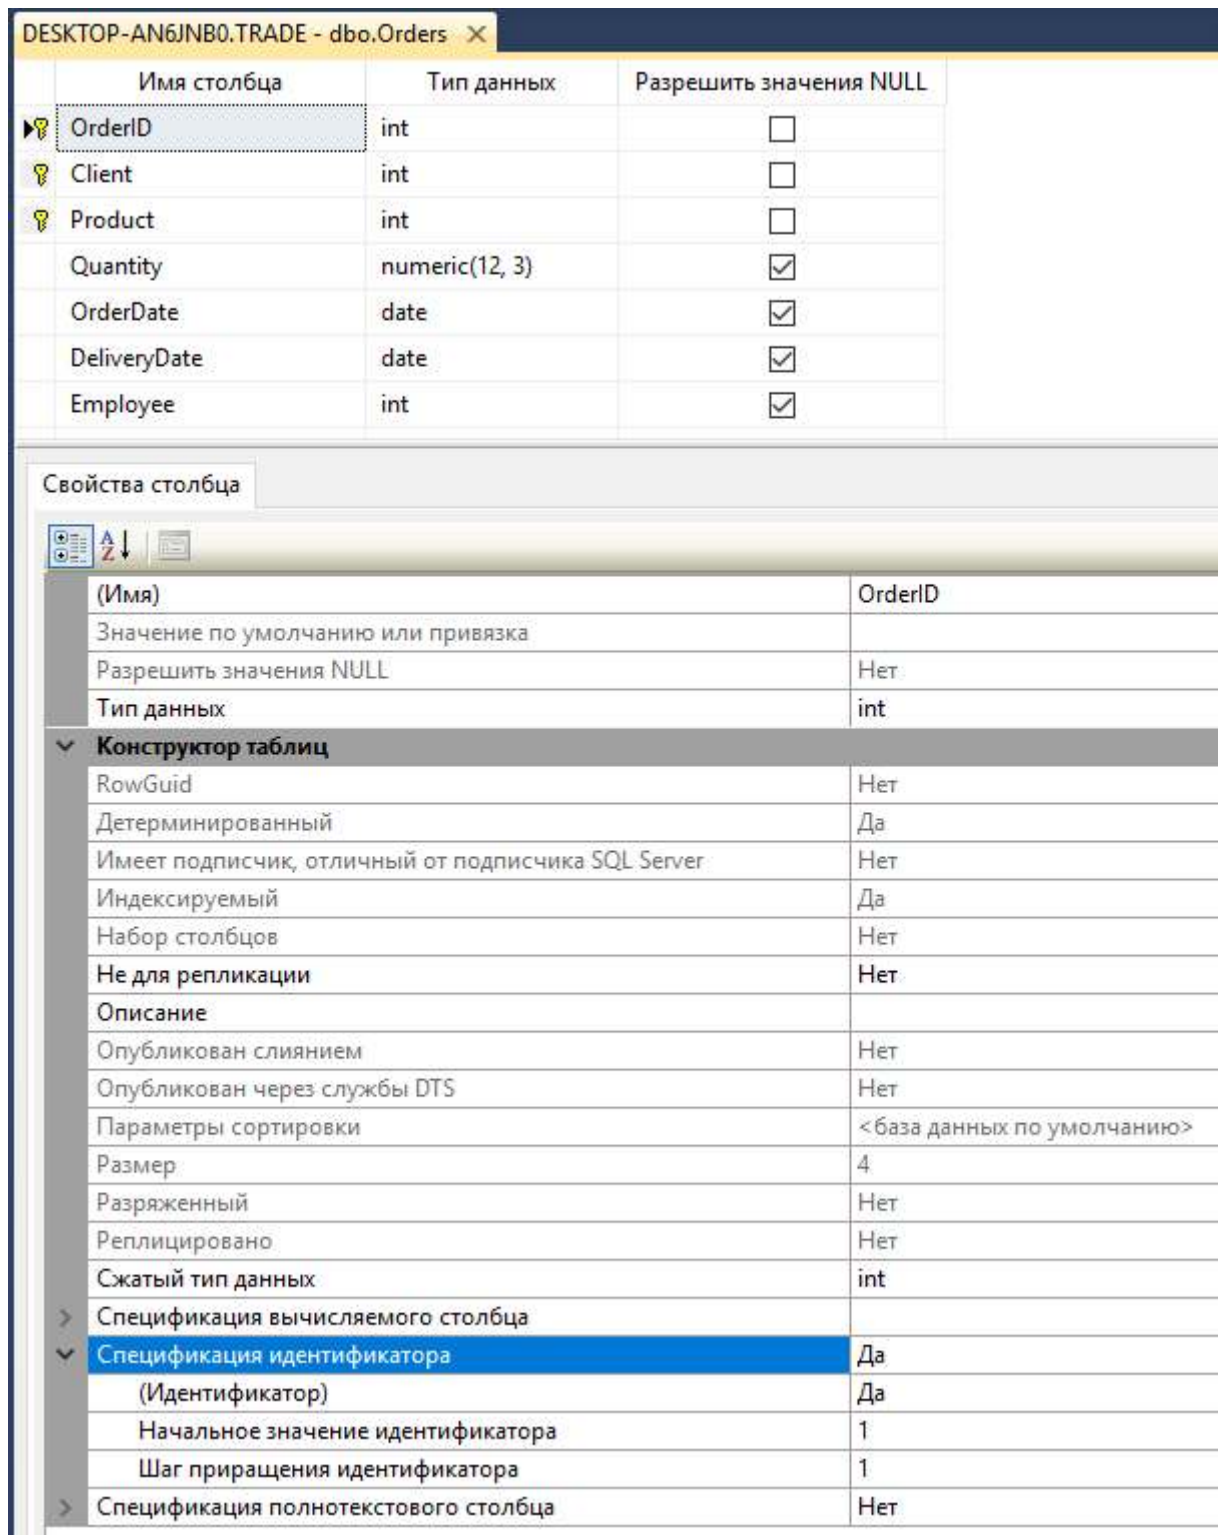 DESKTOP-AN6JNB0.TRADE - dbo.Orders
Имя столбца Тип данных Разрешить значения NULL
OrderID int
Client int
Product int
Quantity numeric(12, 3)
OrderDate date
DeliveryDate date
Employee int
Свойства столбца
(Имя) OrderID
Значение по умолчанию или привязка
Разрешить значения NULL Нет
Тип данных int
Конструктор таблиц
RowGuid Нет
Детерминированный Да
Имеет подписчик, отличный от подписчика SQL Server Нет
Индексируемый Да
Набор столбцов Нет
Не для репликации Нет
Описание
Опубликован слиянием Нет
Опубликован через службы DTS Нет
Параметры сортировки <база данных по умолчанию>
Размер 4
Разряженный Нет
Реплицировано Нет
Сжатый тип данных int
Спецификация вычисляемого столбца
Спецификация идентификатора Да
(Идентификатор) Да
Начальное значение идентификатора 1
Шаг приращения идентификатора 1
Спецификация полнотекстового столбца Нет